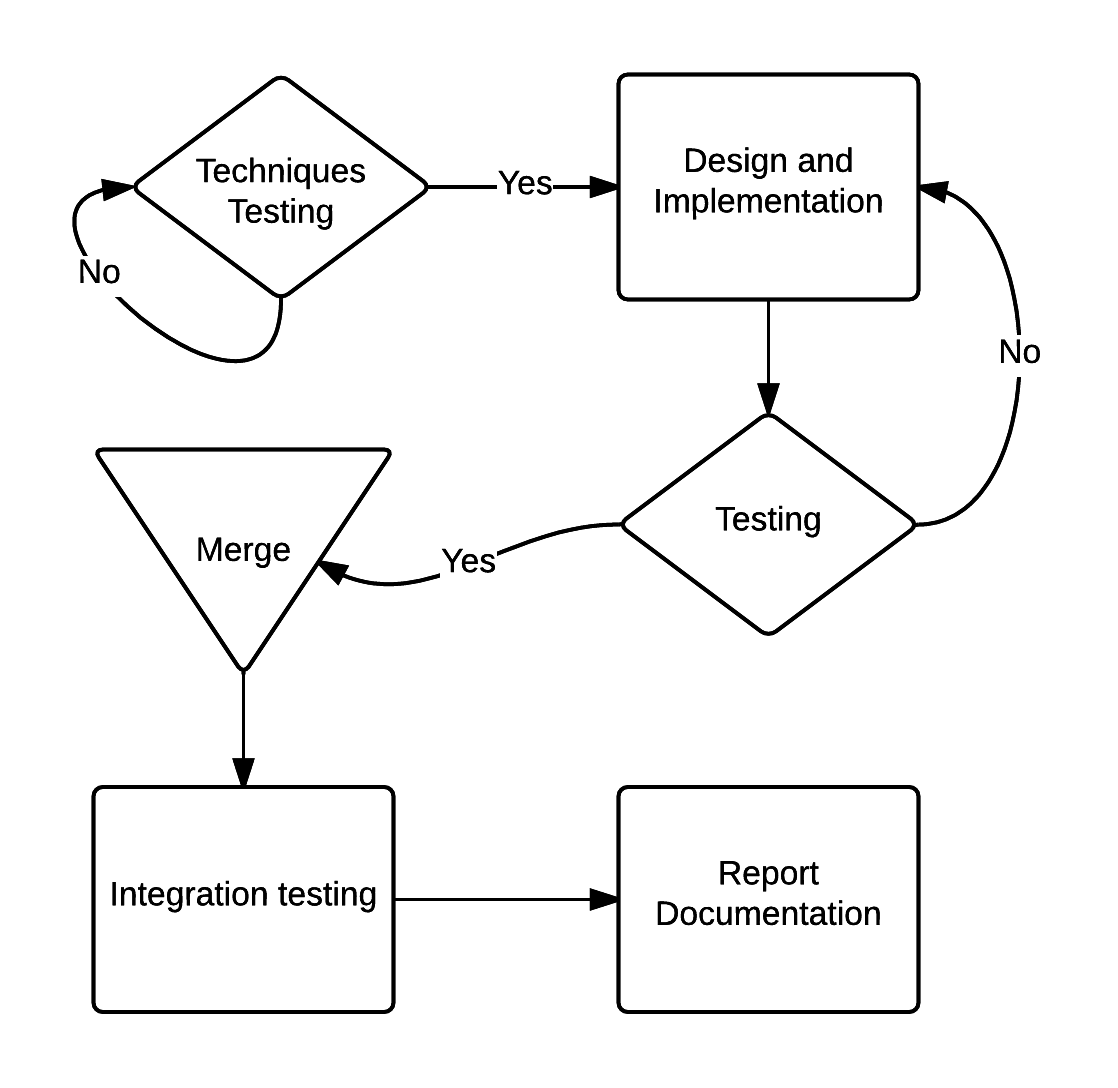 Techniques
Testing
Yes
Design and
Implementation
No
No
Testing
Yes
Merge
Integration testing
Report
Documentation